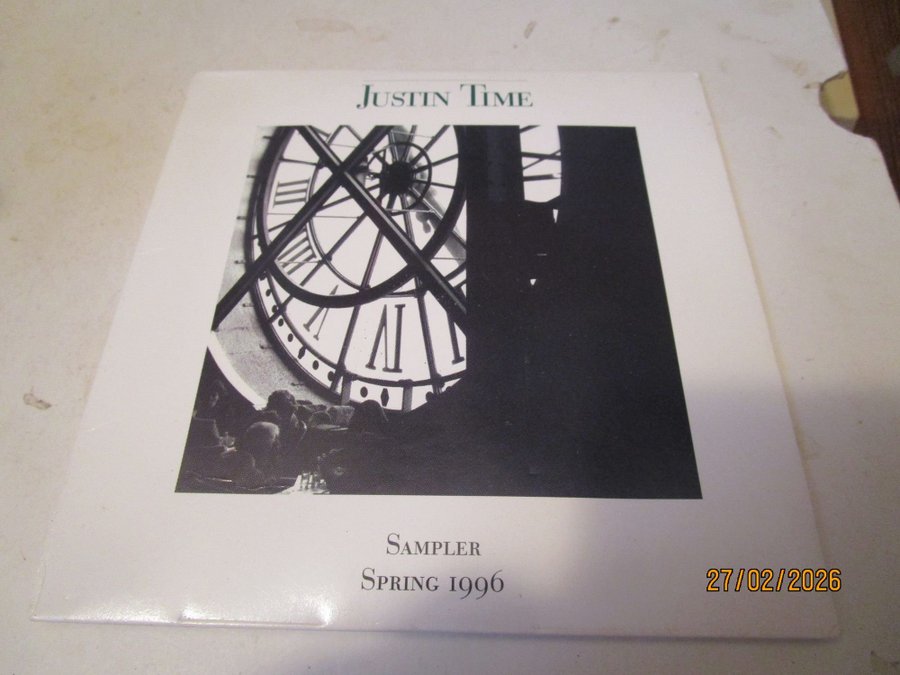 Justin Time
Sampler
Spring 1996
27/02/2026